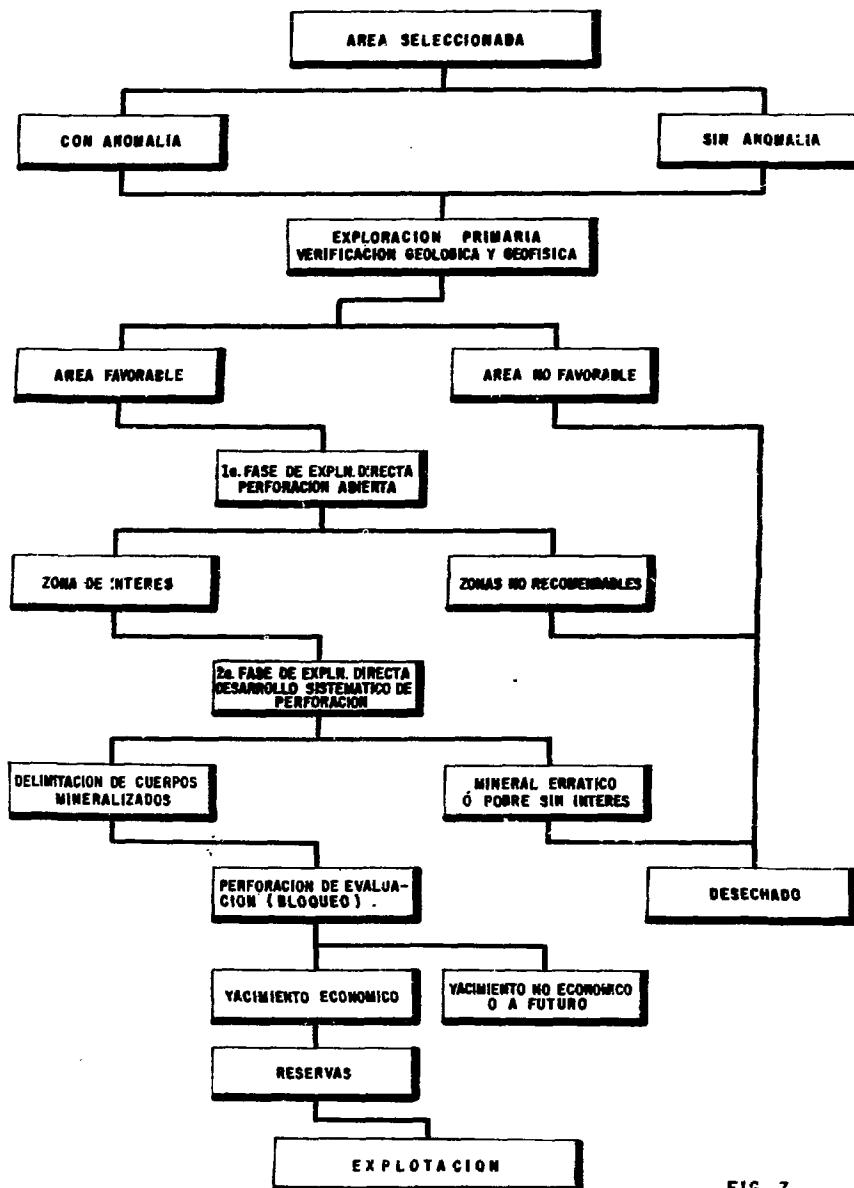 AREA SELECCIONADA
CON ANOMALIA
SIN ANOMALIA
EXPLORACION PRIMARIA
VERIFICACION GEOLOGICA Y GEOFISICA
AREA FAVORABLE
AREA NO FAVORABLE
1a. FASE DE EXPLN. DIRECTA
PERFORACION ABIERTA
ZONA DE INTERES
ZONAS NO RECOMENDABLES
2a. FASE DE EXPLN. DIRECTA
DESARROLLO SISTEMATICO DE
PERFORACION
DELIMITACION DE CUERPOS
MINERALIZADOS
MINERAL ERRATICO
Ó POBRE SIN INTERES
PERFORACION DE EVALUA-
CION (BLOQUEO) .
DESECHADO
YACIMIENTO ECONOMICO
YACIMIENTO NO ECONOMICO
O A FUTURO
RESERVAS
EXPLOTACION
FIG. 7